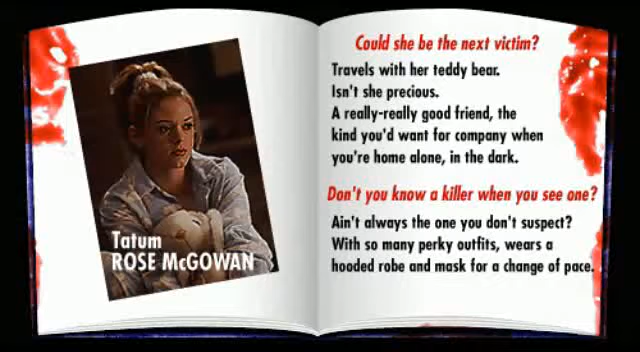 Could she be the next victim?
Travels with her teddy bear.
Isn't she precious.
A really-really good friend, the
kind you'd want for company when
you're home alone, in the dark.
Don't you know a killer when you see one?
Ain't always the one you don't suspect?
With so many perky outfits, wears a
hooded robe and mask for a change of pace.
Tatum
ROSE McGOWAN